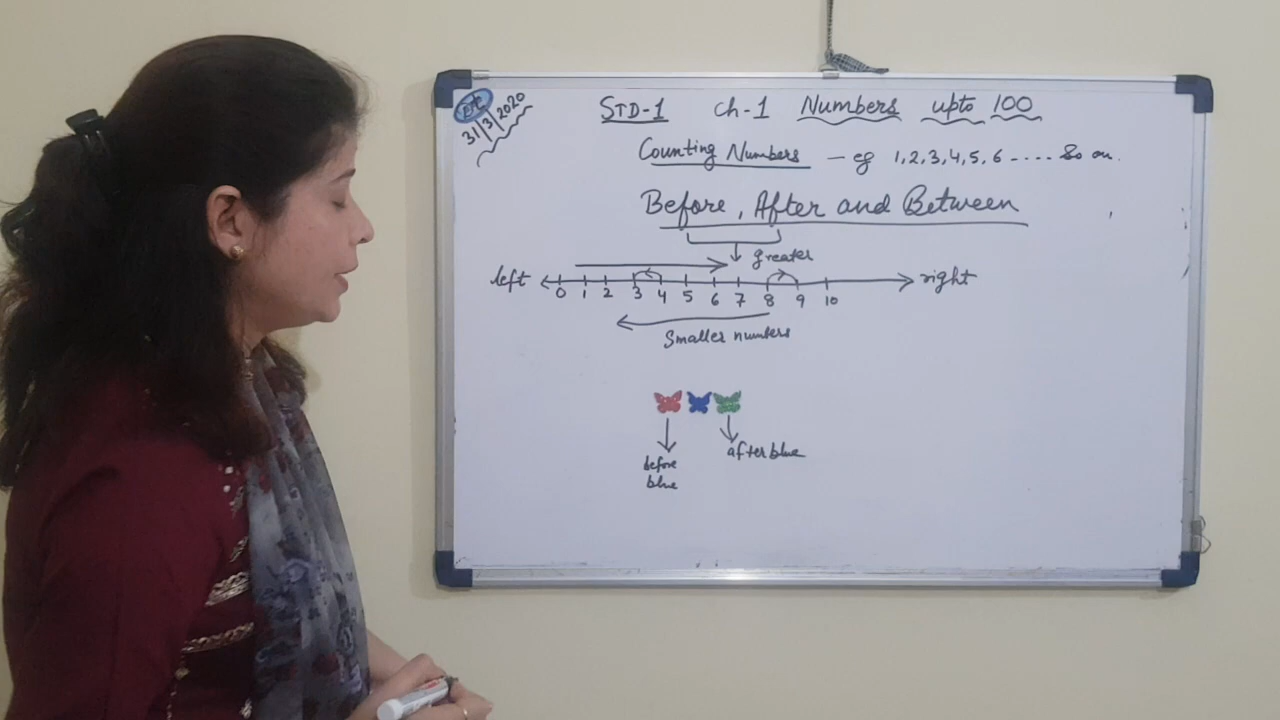 31/3/2020
STD-1 Ch-1 Numbers upto 100
Counting Numbers - eg 1,2,3,4,5,6 ---- So on.
Before, After and Between
greater
left 0 1 2 3 4 5 6 7 8 9 10 right
Smaller numbers
before blue
after blue